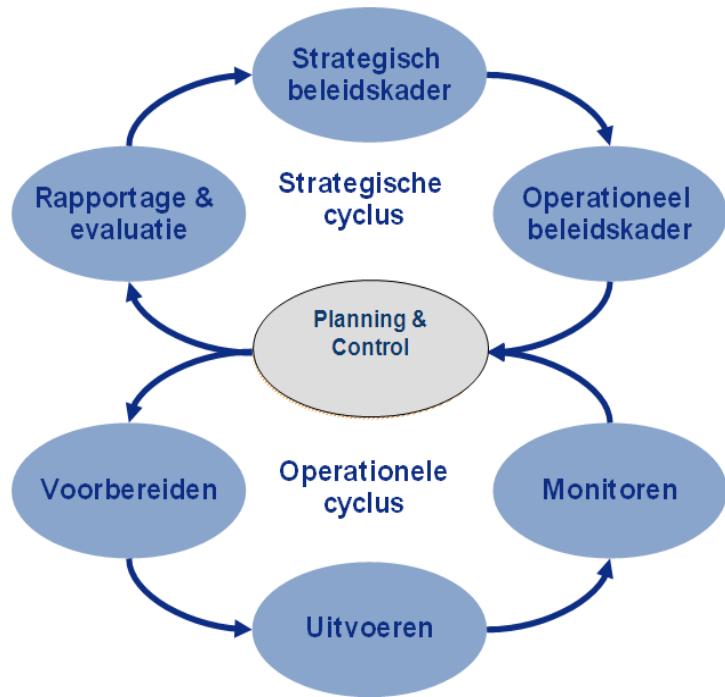 Strategisch
beleidskader
Rapportage &
evaluatie
Strategische
cyclus
Operationeel
beleidskader
Planning &
Control
Voorbereiden
Operationele
cyclus
Monitoren
Uitvoeren